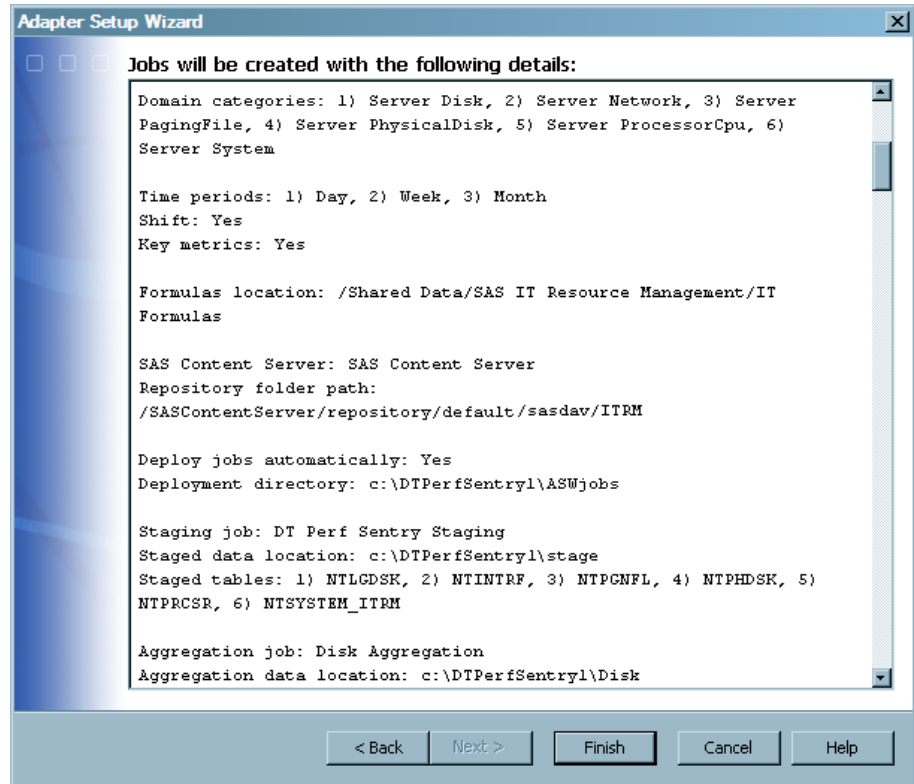 Adapter Setup Wizard
Jobs will be created with the following details:
Domain categories: 1) Server Disk, 2) Server Network, 3) Server
PagingFile, 4) Server PhysicalDisk, 5) Server ProcessorCpu, 6)
Server System
Time periods: 1) Day, 2) Week, 3) Month
Shift: Yes
Key metrics: Yes
Formulas location: /Shared Data/SAS IT Resource Management/IT
Formulas
SAS Content Server: SAS Content Server
Repository folder path:
/SASContentServer/repository/default/sasdav/ITRM
Deploy jobs automatically: Yes
Deployment directory: c:\DTPerfSentry1\ASWjobs
Staging job: DT Perf Sentry Staging
Staged data location: c:\DTPerfSentry1\stage
Staged tables: 1) NTLGDSK, 2) NTINTRF, 3) NTPGNFL, 4) NTPHDSK, 5)
NTPRCSR, 6) NTSYSTEM_ITRM
Aggregation job: Disk Aggregation
Aggregation data location: c:\DTPerfSentry1\Disk
< Back Next > Finish Cancel Help